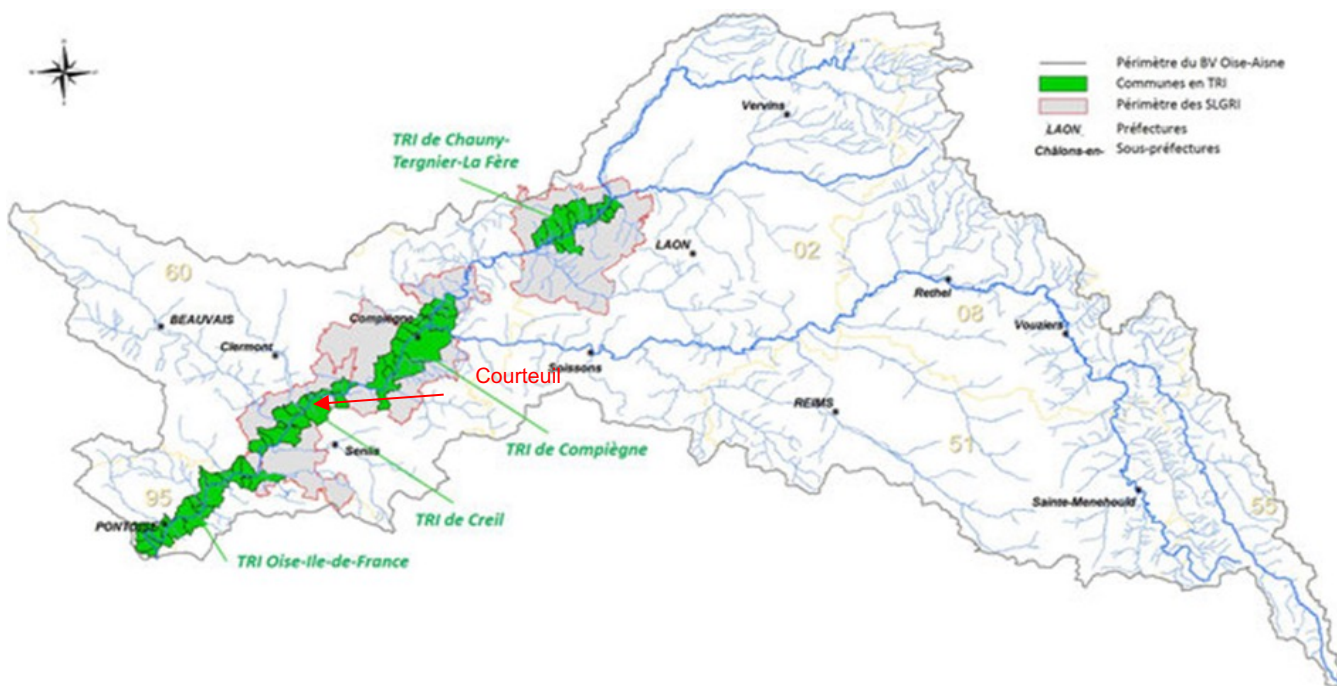 Périmètre du BV Oise-Aisne
Communes en TRI
Périmètre des SLGRI
LAON Préfectures
Châlons-en- Sous-préfectures
Vervins
TRI de Chauny-
Tergnier-La Fère
LAON
02
60
Rethel
08
BEAUVAIS
Compiègne
Vouziers
Clermont
Soissons
Courteuil
REIMS
Senlis
TRI de Compiègne
51
95
Sainte-Menehould
55
TRI de Creil
PONTOISE
TRI Oise-Ile-de-France